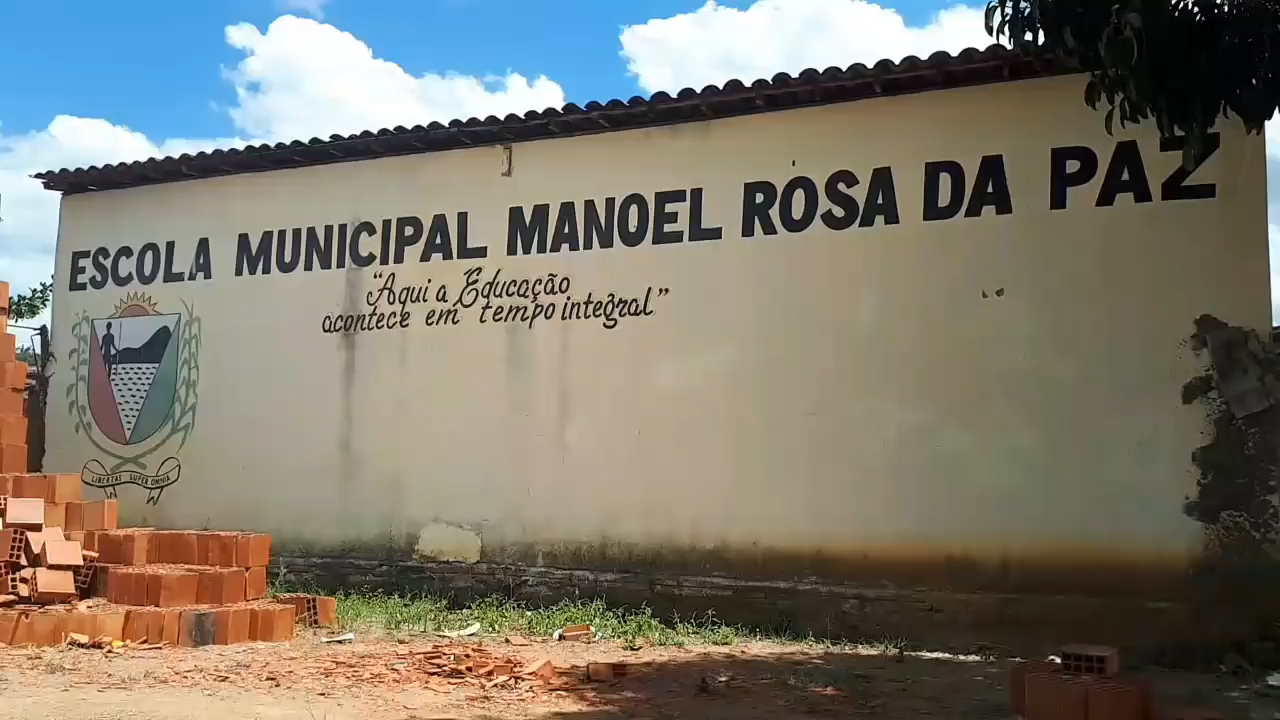 ESCOLA MUNICIPAL MANOEL ROSA DA PAZ
"Aqui a Educação
acontece em tempo integral"
LIBERTAS SUPER OMNIA